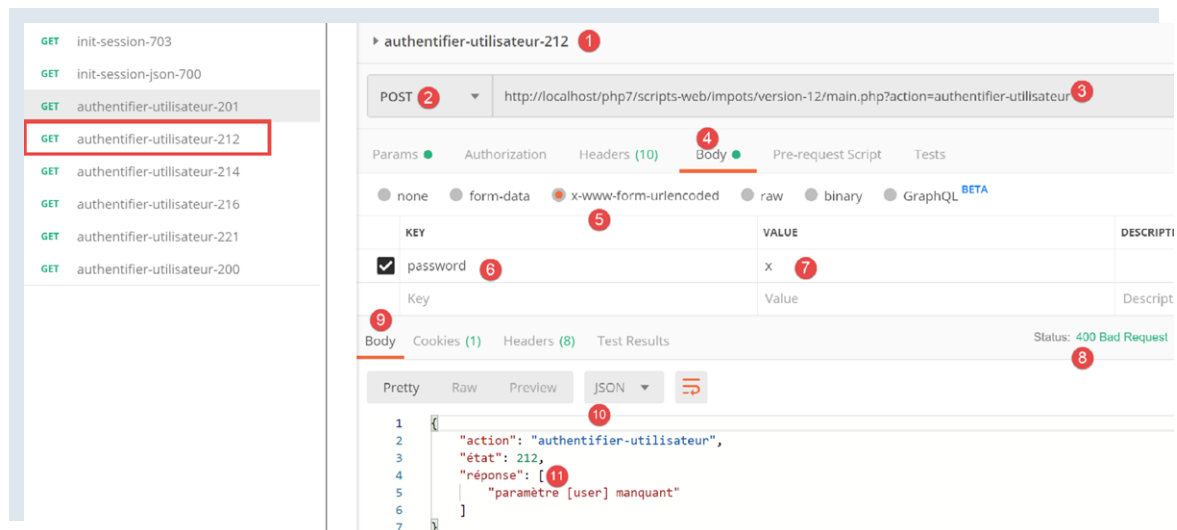 GET init-session-703
GET init-session-json-700
GET authentifier-utilisateur-201
GET authentifier-utilisateur-212
GET authentifier-utilisateur-214
GET authentifier-utilisateur-216
GET authentifier-utilisateur-221
GET authentifier-utilisateur-200
authentifier-utilisateur-212 1
POST 2 http://localhost/php7/scripts-web/impots/version-12/main.php?action=authentifier-utilisateur 3
4
Params Authorization Headers (10) Body Pre-request Script Tests
none form-data x-www-form-urlencoded raw binary GraphQL BETA
5
KEY VALUE DESCRIPTI
password 6 x 7
Key Value Descript
9
Body Cookies (1) Headers (8) Test Results Status: 400 Bad Request
8
Pretty Raw Preview JSON
10
1 {
2 "action": "authentifier-utilisateur",
3 "état": 212,
4 "réponse": [ 11
5 "paramètre [user] manquant"
6 ]
7 }